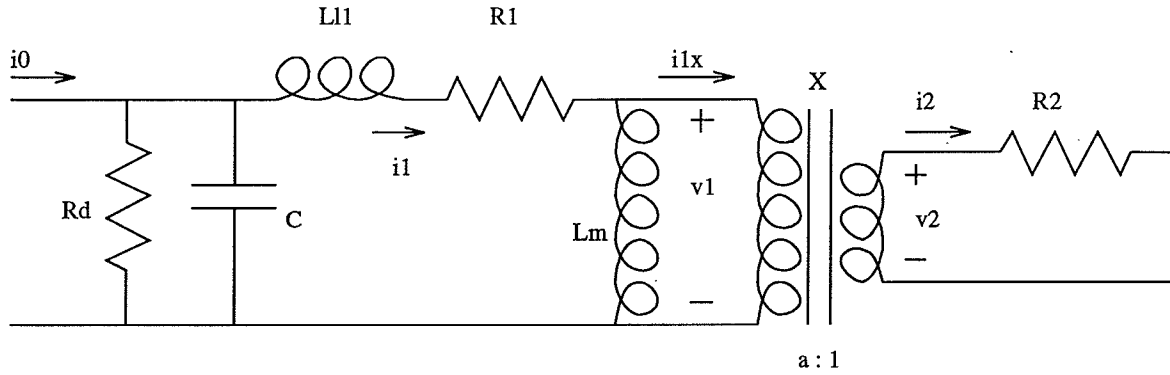 Ll1
R1
i0
i1x
X
i2
R2
+
i1
+
Rd
C
v1
v2
Lm
−
−
a : 1